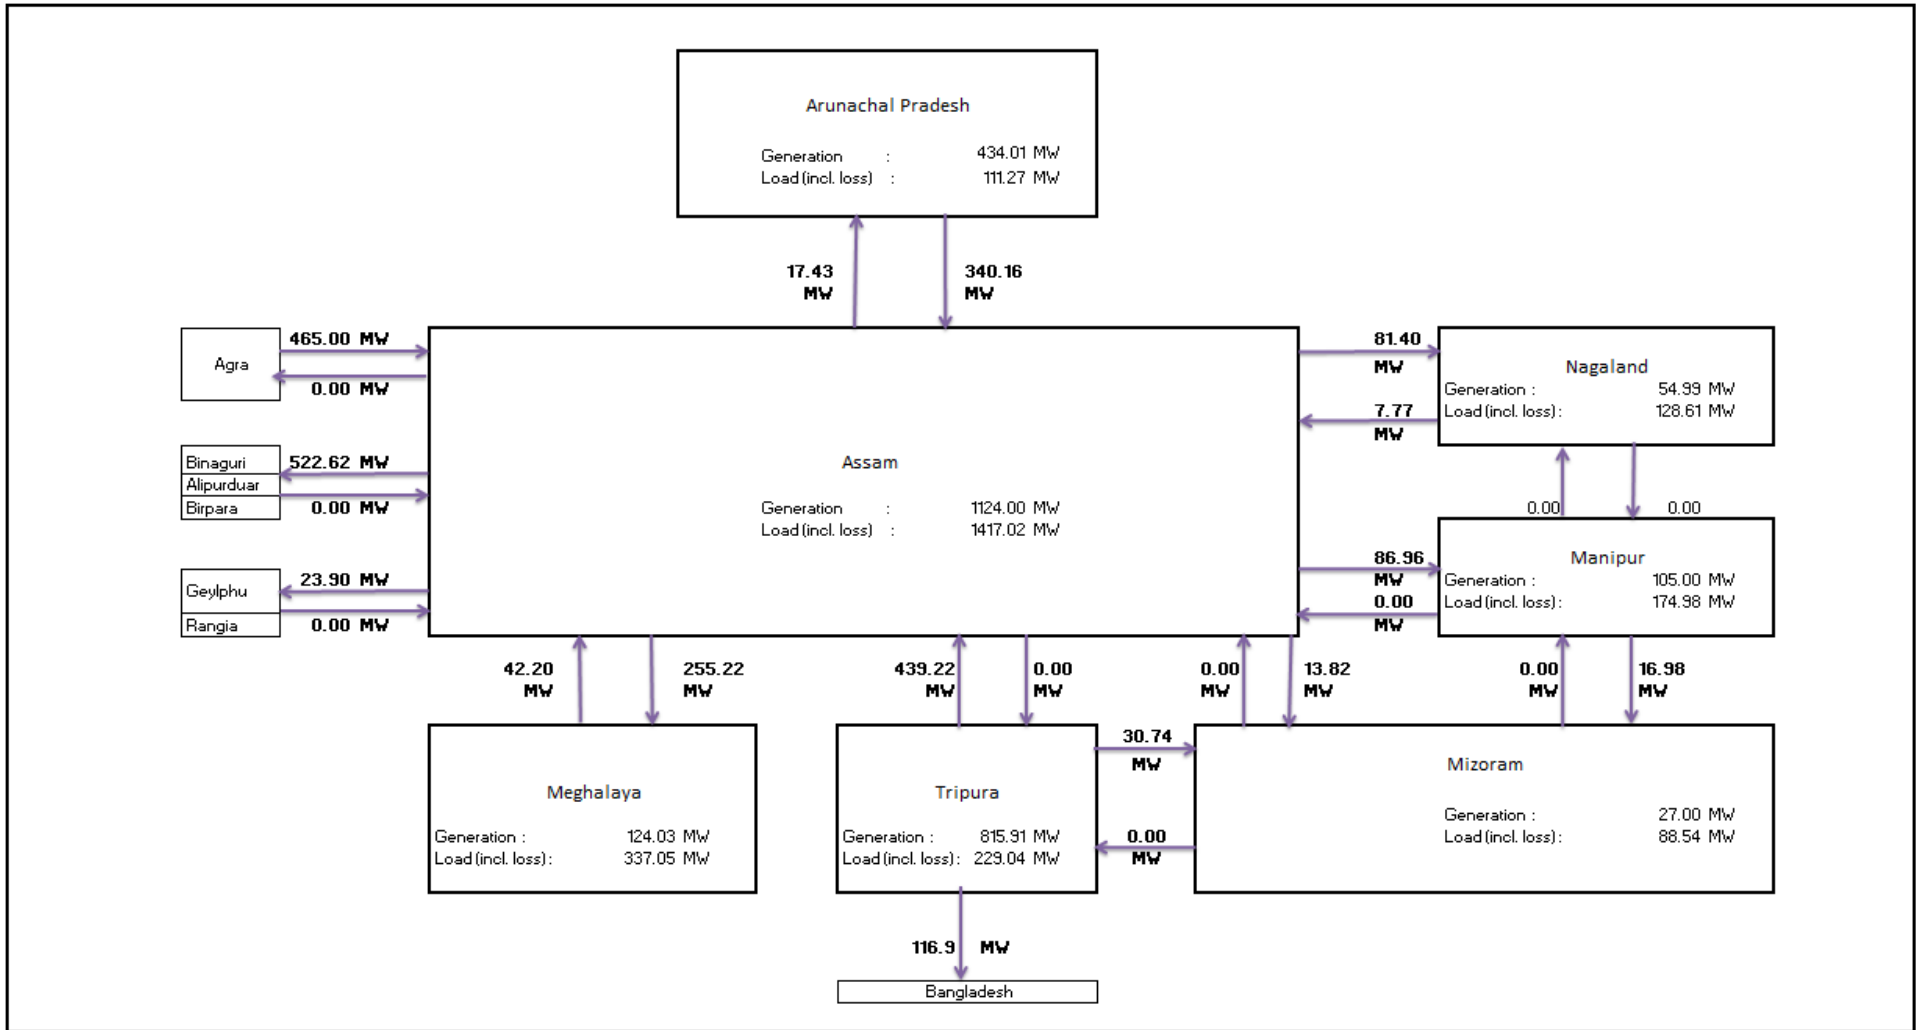 Arunachal Pradesh
Generation : 434.01 MW
Load (incl. loss) : 111.27 MW
17.43 MW
340.16 MW
Agra
465.00 MW
0.00 MW
Binaguri
Alipurduar
Birpara
522.62 MW
0.00 MW
Geylphu
Rangia
23.90 MW
0.00 MW
Assam
Generation : 1124.00 MW
Load (incl. loss) : 1417.02 MW
81.40 MW
7.77 MW
Nagaland
Generation : 54.99 MW
Load (incl. loss) : 128.61 MW
0.00
0.00
86.96 MW
0.00 MW
Manipur
Generation : 105.00 MW
Load (incl. loss) : 174.98 MW
42.20 MW
255.22 MW
439.22 MW
0.00 MW
0.00 MW
13.82 MW
0.00 MW
16.98 MW
Meghalaya
Generation : 124.03 MW
Load (incl. loss) : 337.05 MW
Tripura
Generation : 815.91 MW
Load (incl. loss) : 229.04 MW
30.74 MW
0.00 MW
Mizoram
Generation : 27.00 MW
Load (incl. loss) : 88.54 MW
116.9 MW
Bangladesh